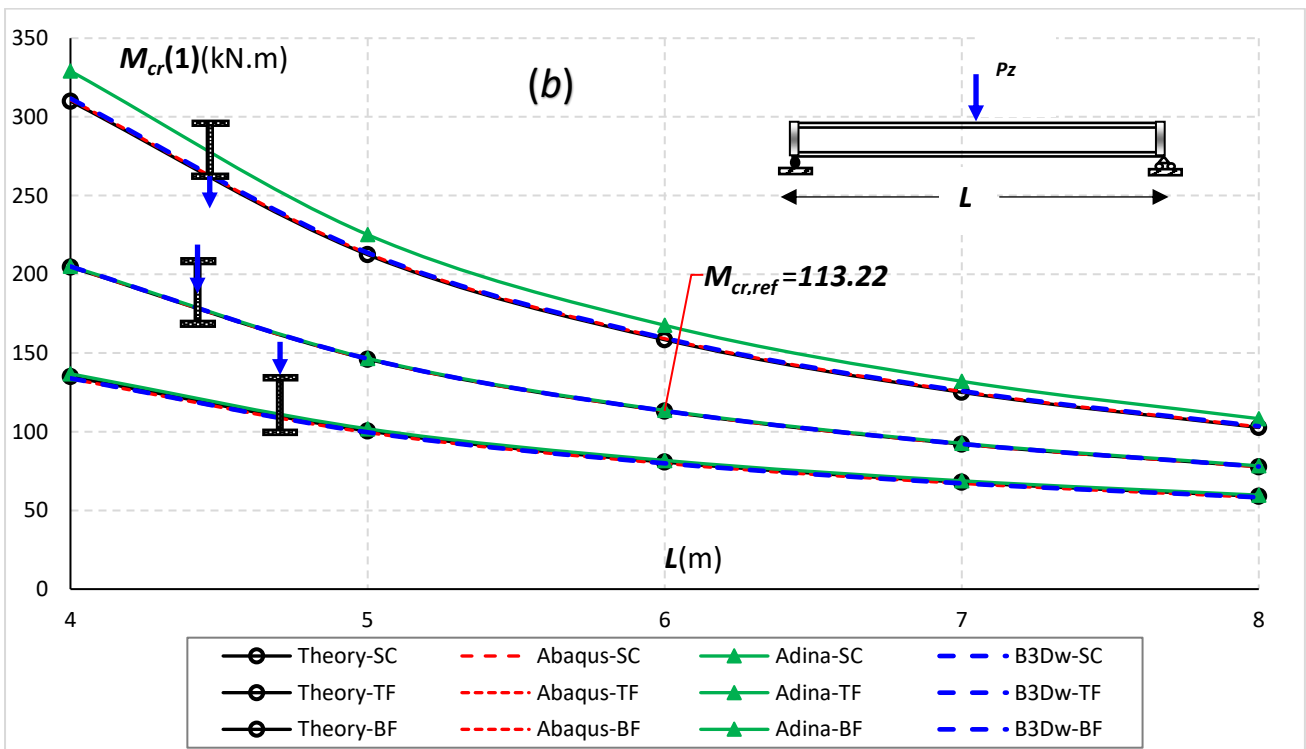 350
M_cr(1)(kN.m)
(b)
Pz
300
250
L
200
M_cr,ref=113.22
150
100
50
L(m)
0
4 5 6 7 8
Theory-SC Abaqus-SC Adina-SC B3Dw-SC
Theory-TF Abaqus-TF Adina-TF B3Dw-TF
Theory-BF Abaqus-BF Adina-BF B3Dw-BF